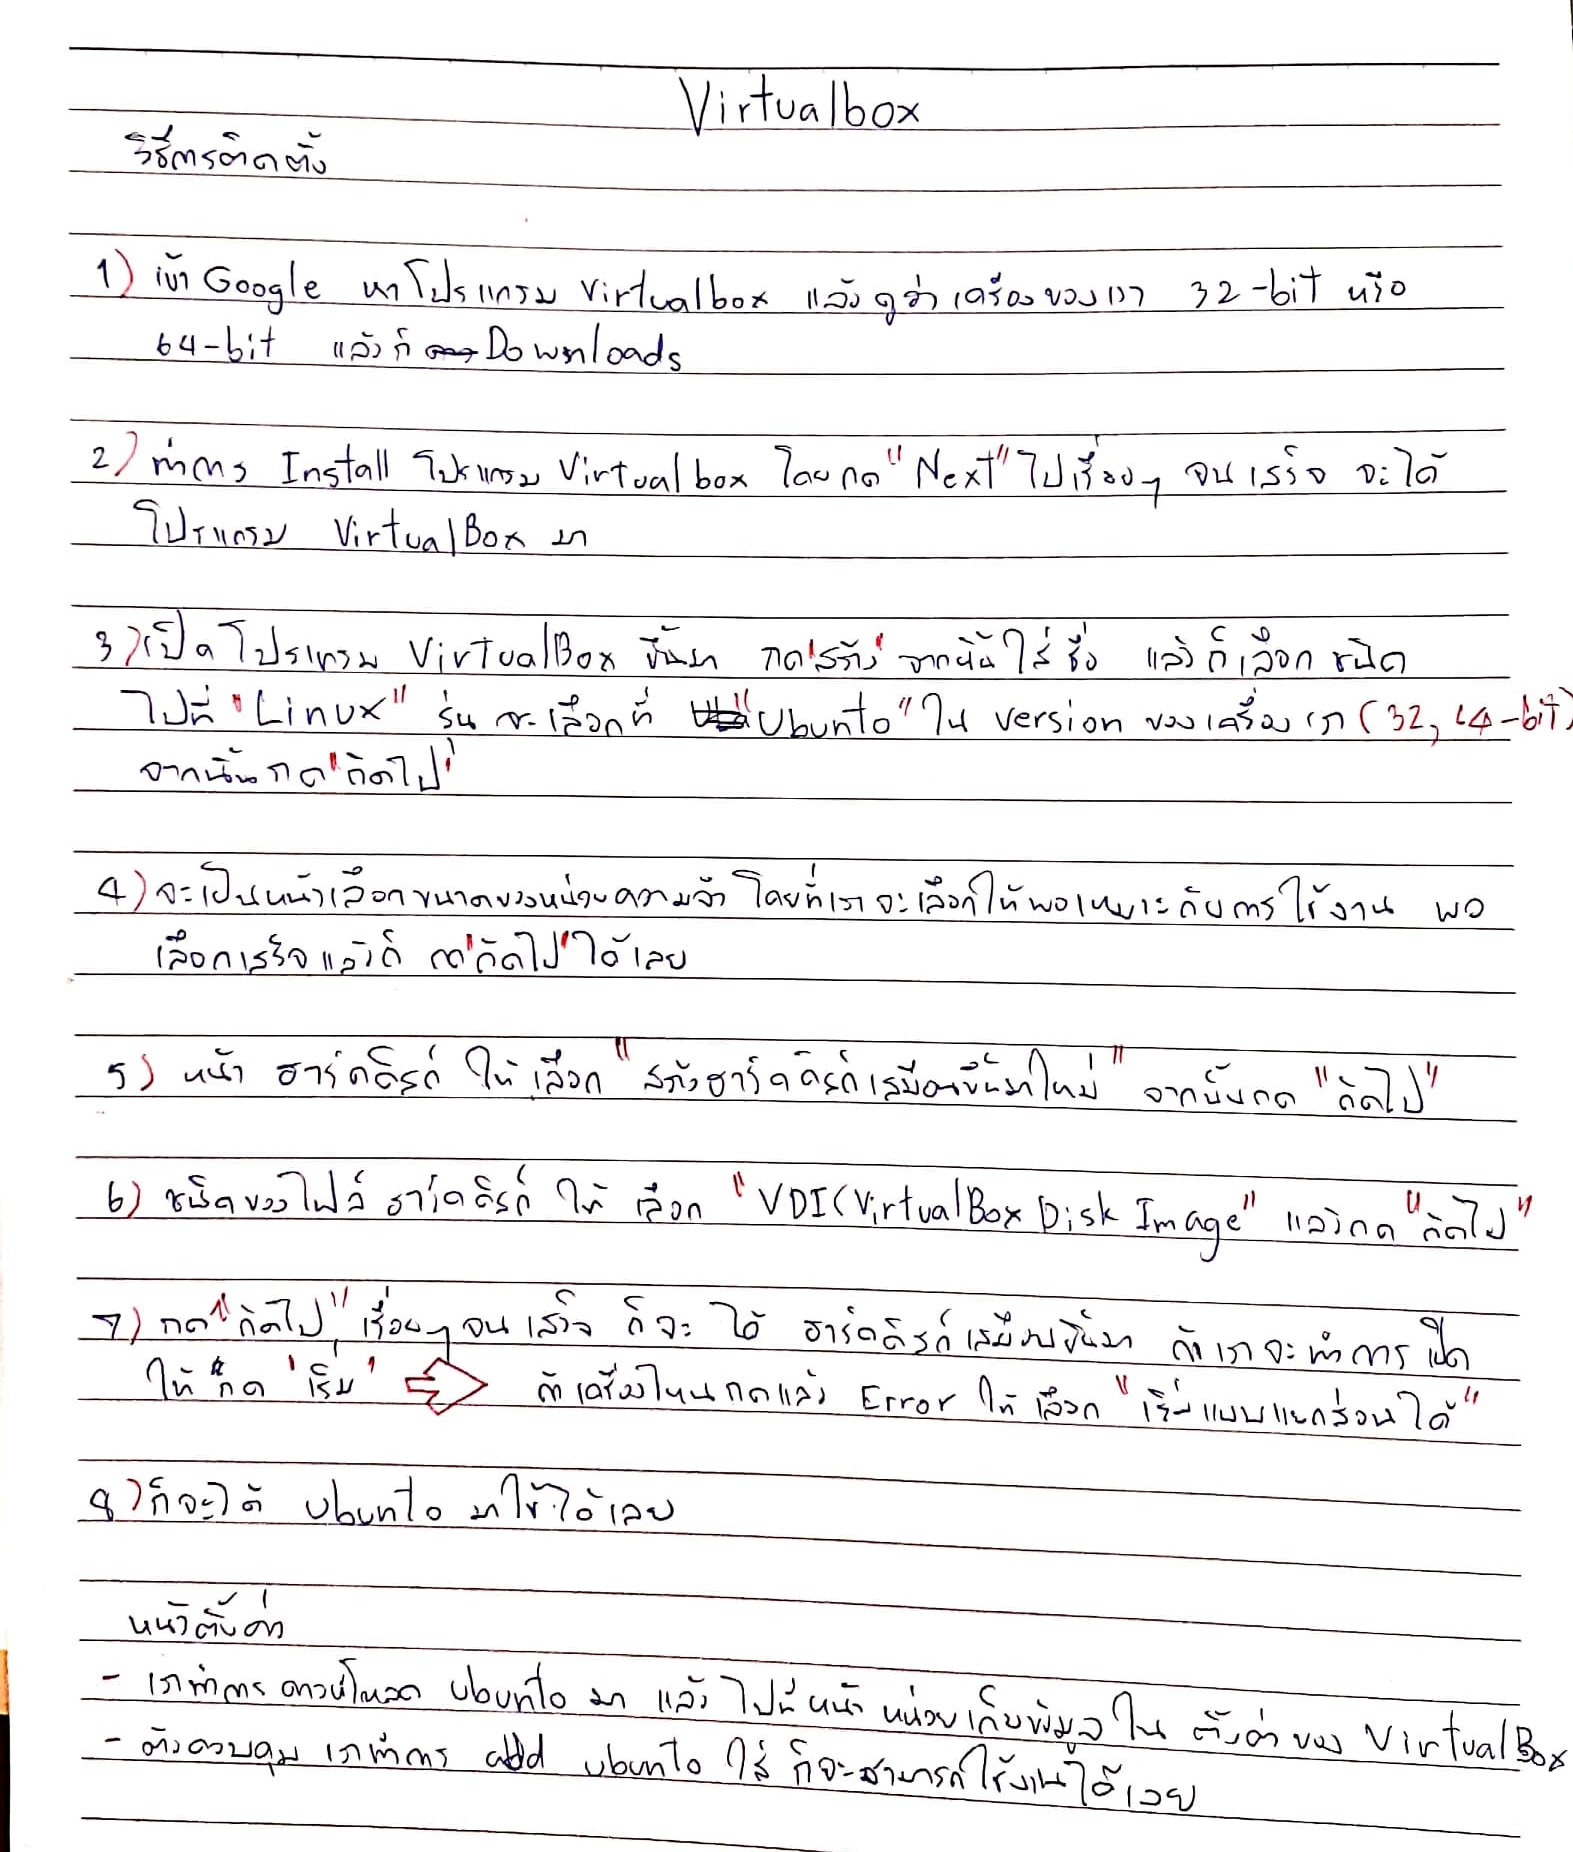 Virtualbox
วิธีการติดตั้ง
1) เข้า Google หาโปรแกรม Virtualbox แล้วดูว่าเครื่องของเรา 32-bit หรือ
64-bit แล้วก็ Downloads
2) ทำการ Install โปรแกรม Virtualbox โดยกด "Next" ไปเรื่อยๆ จนเสร็จ จะได้
โปรแกรม VirtualBox มา
3) เปิดโปรแกรม VirtualBox ขึ้นมา กด "สร้าง" จากนั้นใส่ชื่อ แล้วก็เลือก ชนิด
ไปที่ "Linux" รุ่น จะเลือกที่ "Ubunto" ใน version ของเครื่องเรา (32, 64-bit)
จากนั้นกด "ถัดไป"
4) จะเป็นหน้าเลือกขนาดของหน่วยความจำ โดยที่เราจะเลือกให้พอเหมาะกับการใช้งาน พอ
เลือกเสร็จแล้วก็ กด "ถัดไป" ได้เลย
5) หน้า ฮาร์ดดิรก์ ให้เลือก "สร้างฮาร์ดดิรก์เสมือนขึ้นมาใหม่" จากนั้นกด "ถัดไป"
6) ชนิดของไฟล์ ฮาร์ดดิรก์ ให้ เลือก "VDI(VirtualBox Disk Image" แล้วกด "ถัดไป"
7) กด "ถัดไป" เรื่อยๆ จนเสร็จ ก็จะ ได้ ฮาร์ดดิรก์เสมือนขึ้นมา ถ้าเราจะทำการ เปิด
ให้ กด 'เริ่ม' ถ้าเครื่องไหนกดแล้ว Error ให้ เลือก "เริ่มแบบแยกส่วนได้"
8) ก็จะได้ Ubunto มาใช้ได้เลย
หน้าตั้งค่า
- เราทำการ ดาวน์โหลด Ubunto มา แล้ว ไปที่หน้า หน่วยเก็บข้อมูล ใน ตั้งค่าของ VirtualBox
- ตัวควบคุม เราทำการ add ubunto ใส่ ก็จะสามารถใช้งานได้เลย